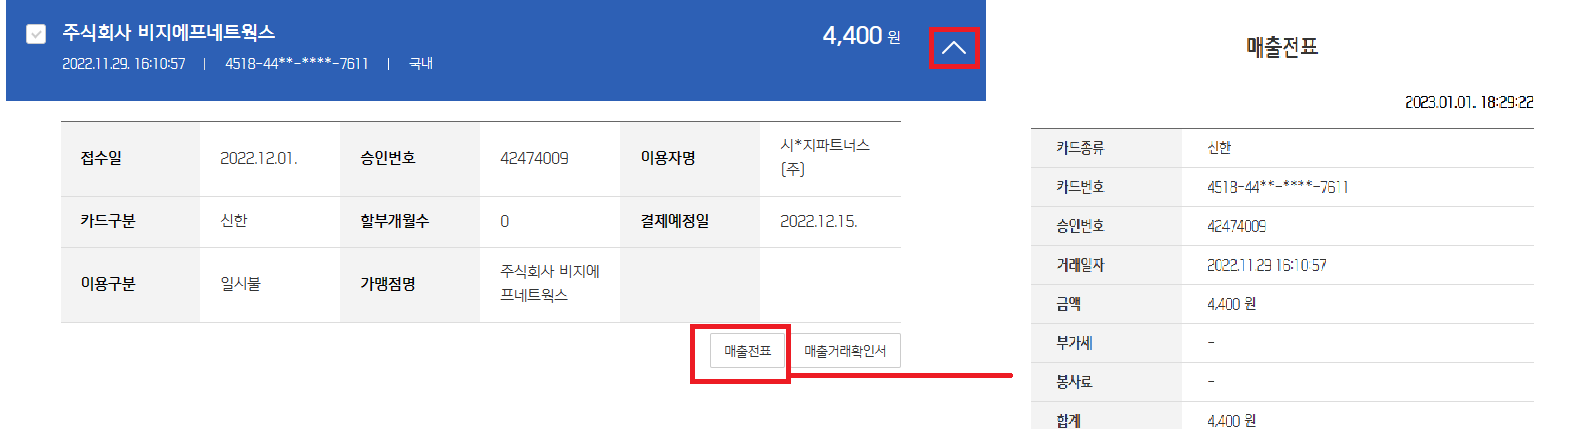 주식회사 비지에프네트웍스
4,400 원
2022.11.29. 16:10:57 | 4518-44**-****-7611 | 국내
접수일 2022.12.01. 승인번호 42474009 이용자명 시*지파트너스
(주)
카드구분 신한 할부개월수 0 결제예정일 2022.12.15.
이용구분 일시불 가맹점명 주식회사 비지에
프네트웍스
매출전표 매출거래확인서
매출전표
2023.01.01. 18:29:22
카드종류 신한
카드번호 4518-44**-****-7611
승인번호 42474009
거래일자 2022.11.29 16:10:57
금액 4,400 원
부가세 -
봉사료 -
합계 4,400 원